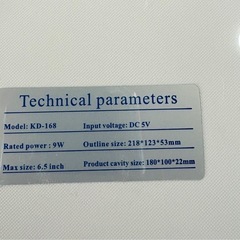 Technical parameters
Model: KD-168 Input voltage: DC 5V
Rated power: 9W Outline size: 218*123*53mm
Max size: 6.5 inch Product cavity size: 180*100*22mm